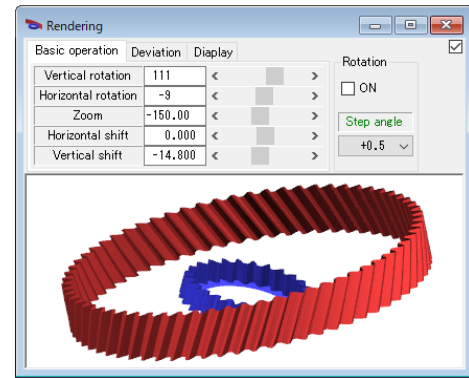 Rendering
Basic operation Deviation Diaplay
Rotation
Vertical rotation 111
ON
Horizontal rotation -9
Zoom -150.00
Step angle
Horizontal shift 0.000
+0.5
Vertical shift -14.800